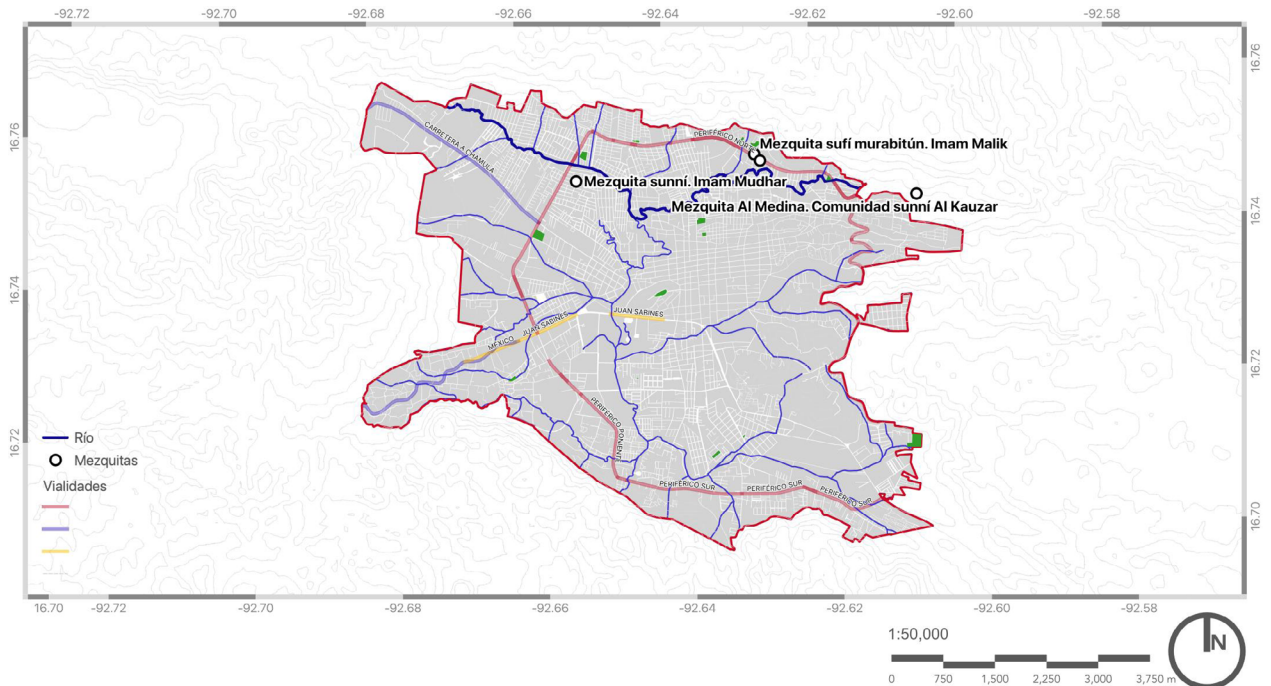 -92.72 -92.70 -92.68 -92.66 -92.64 -92.62 -92.60 -92.58
16.76
16.76
CARRETERA A CHAMULA
PERIFÉRICO NORTE
Mezquita sufí murabitún. Imam Malik
Mezquita sunní. Imam Mudhar
Mezquita Al Medina. Comunidad sunní Al Kauzar
16.74
16.74
JUAN SABINES
JUAN SABINES
MÉXICO
16.72
16.72
PERIFÉRICO PONIENTE
Río
Mezquitas
Vialidades
PERIFÉRICO SUR
PERIFÉRICO SUR
PERIFÉRICO SUR
16.70
16.70 -92.72 -92.70 -92.68 -92.66 -92.64 -92.62 -92.60 -92.58
1:50,000
N
0 750 1,500 2,250 3,000 3,750 m